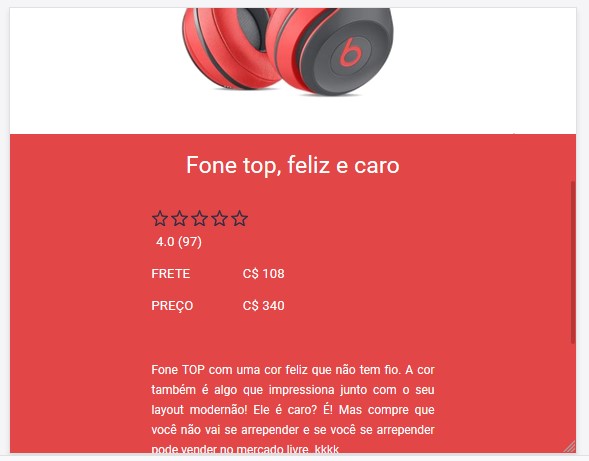 Fone top, feliz e caro
4.0 (97)
FRETE C$ 108
PREÇO C$ 340
Fone TOP com uma cor feliz que não tem fio. A cor
também é algo que impressiona junto com o seu
layout modernão! Ele é caro? É! Mas compre que
você não vai se arrepender e se você se arrepender
pode vender no mercado livre. kkkk